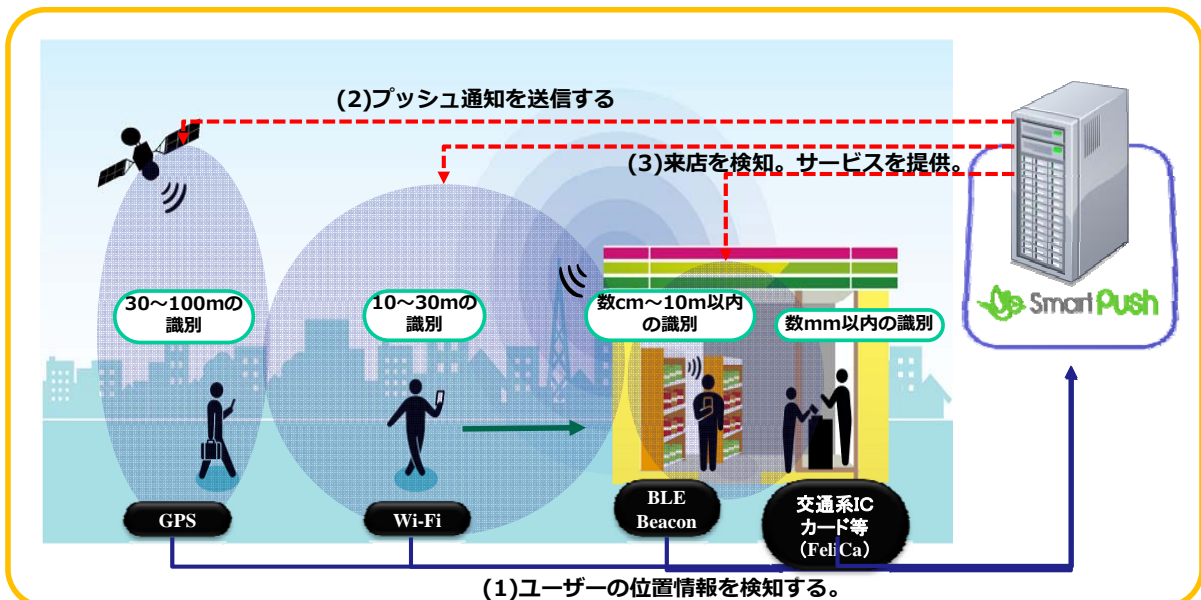 (2)プッシュ通知を送信する
(3)来店を検知。サービスを提供。
30～100mの
識別
10～30mの
識別
数cm～10m以内
の識別
数mm以内の識別
Smart Push
GPS
Wi-Fi
BLE
Beacon
交通系IC
カード等
（FeliCa）
(1)ユーザーの位置情報を検知する。